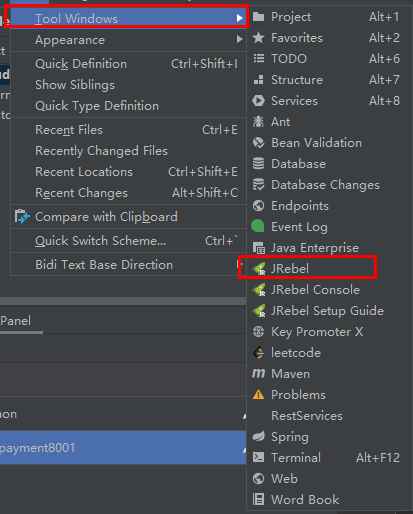 Tool Windows
Appearance
Quick Definition Ctrl+Shift+I
Show Siblings
Quick Type Definition
Recent Files Ctrl+E
Recently Changed Files
Recent Locations Ctrl+Shift+E
Recent Changes Alt+Shift+C
Compare with Clipboard
Quick Switch Scheme... Ctrl+`
Bidi Text Base Direction
Panel
non
payment8001
Project Alt+1
Favorites Alt+2
TODO Alt+6
Structure Alt+7
Services Alt+8
Ant
Bean Validation
Database
Database Changes
Endpoints
Event Log
Java Enterprise
JRebel
JRebel Console
JRebel Setup Guide
Key Promoter X
leetcode
Maven
Problems
RestServices
Spring
Terminal Alt+F12
Web
Word Book